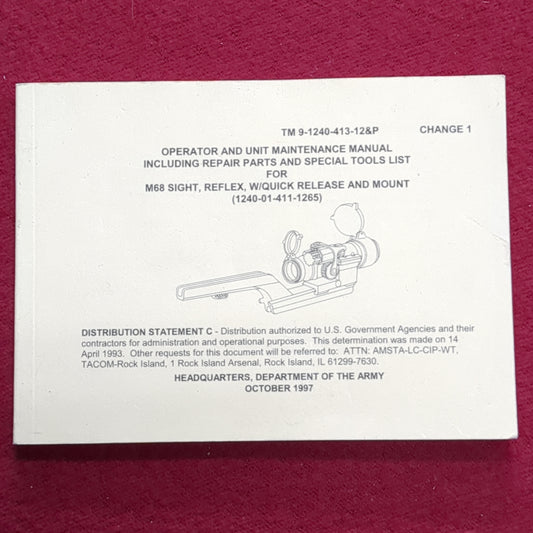 TM 9-1240-413-12&P CHANGE 1
OPERATOR AND UNIT MAINTENANCE MANUAL
INCLUDING REPAIR PARTS AND SPECIAL TOOLS LIST
FOR
M68 SIGHT, REFLEX, W/QUICK RELEASE AND MOUNT
(1240-01-411-1265)
DISTRIBUTION STATEMENT C - Distribution authorized to U.S. Government Agencies and their
contractors for administration and operational purposes. This determination was made on 14
April 1993. Other requests for this document will be referred to: ATTN: AMSTA-LC-CIP-WT,
TACOM-Rock Island, 1 Rock Island Arsenal, Rock Island, IL 61299-7630.
HEADQUARTERS, DEPARTMENT OF THE ARMY
OCTOBER 1997